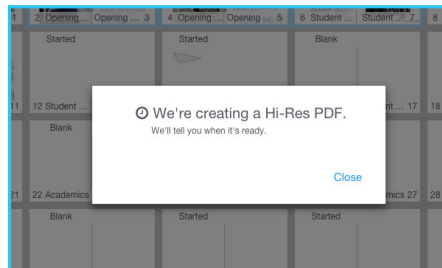 1 2 Opening ... Opening ... 3 4 Opening ... Opening ... 5 6 Student ... Student ... 7 8
Started Started Blank
11 12 Student ... nt ... 17 18
We're creating a Hi-Res PDF.
We'll tell you when it's ready.
Blank
Close
21 22 Academics mics 27 28
Blank Started Started